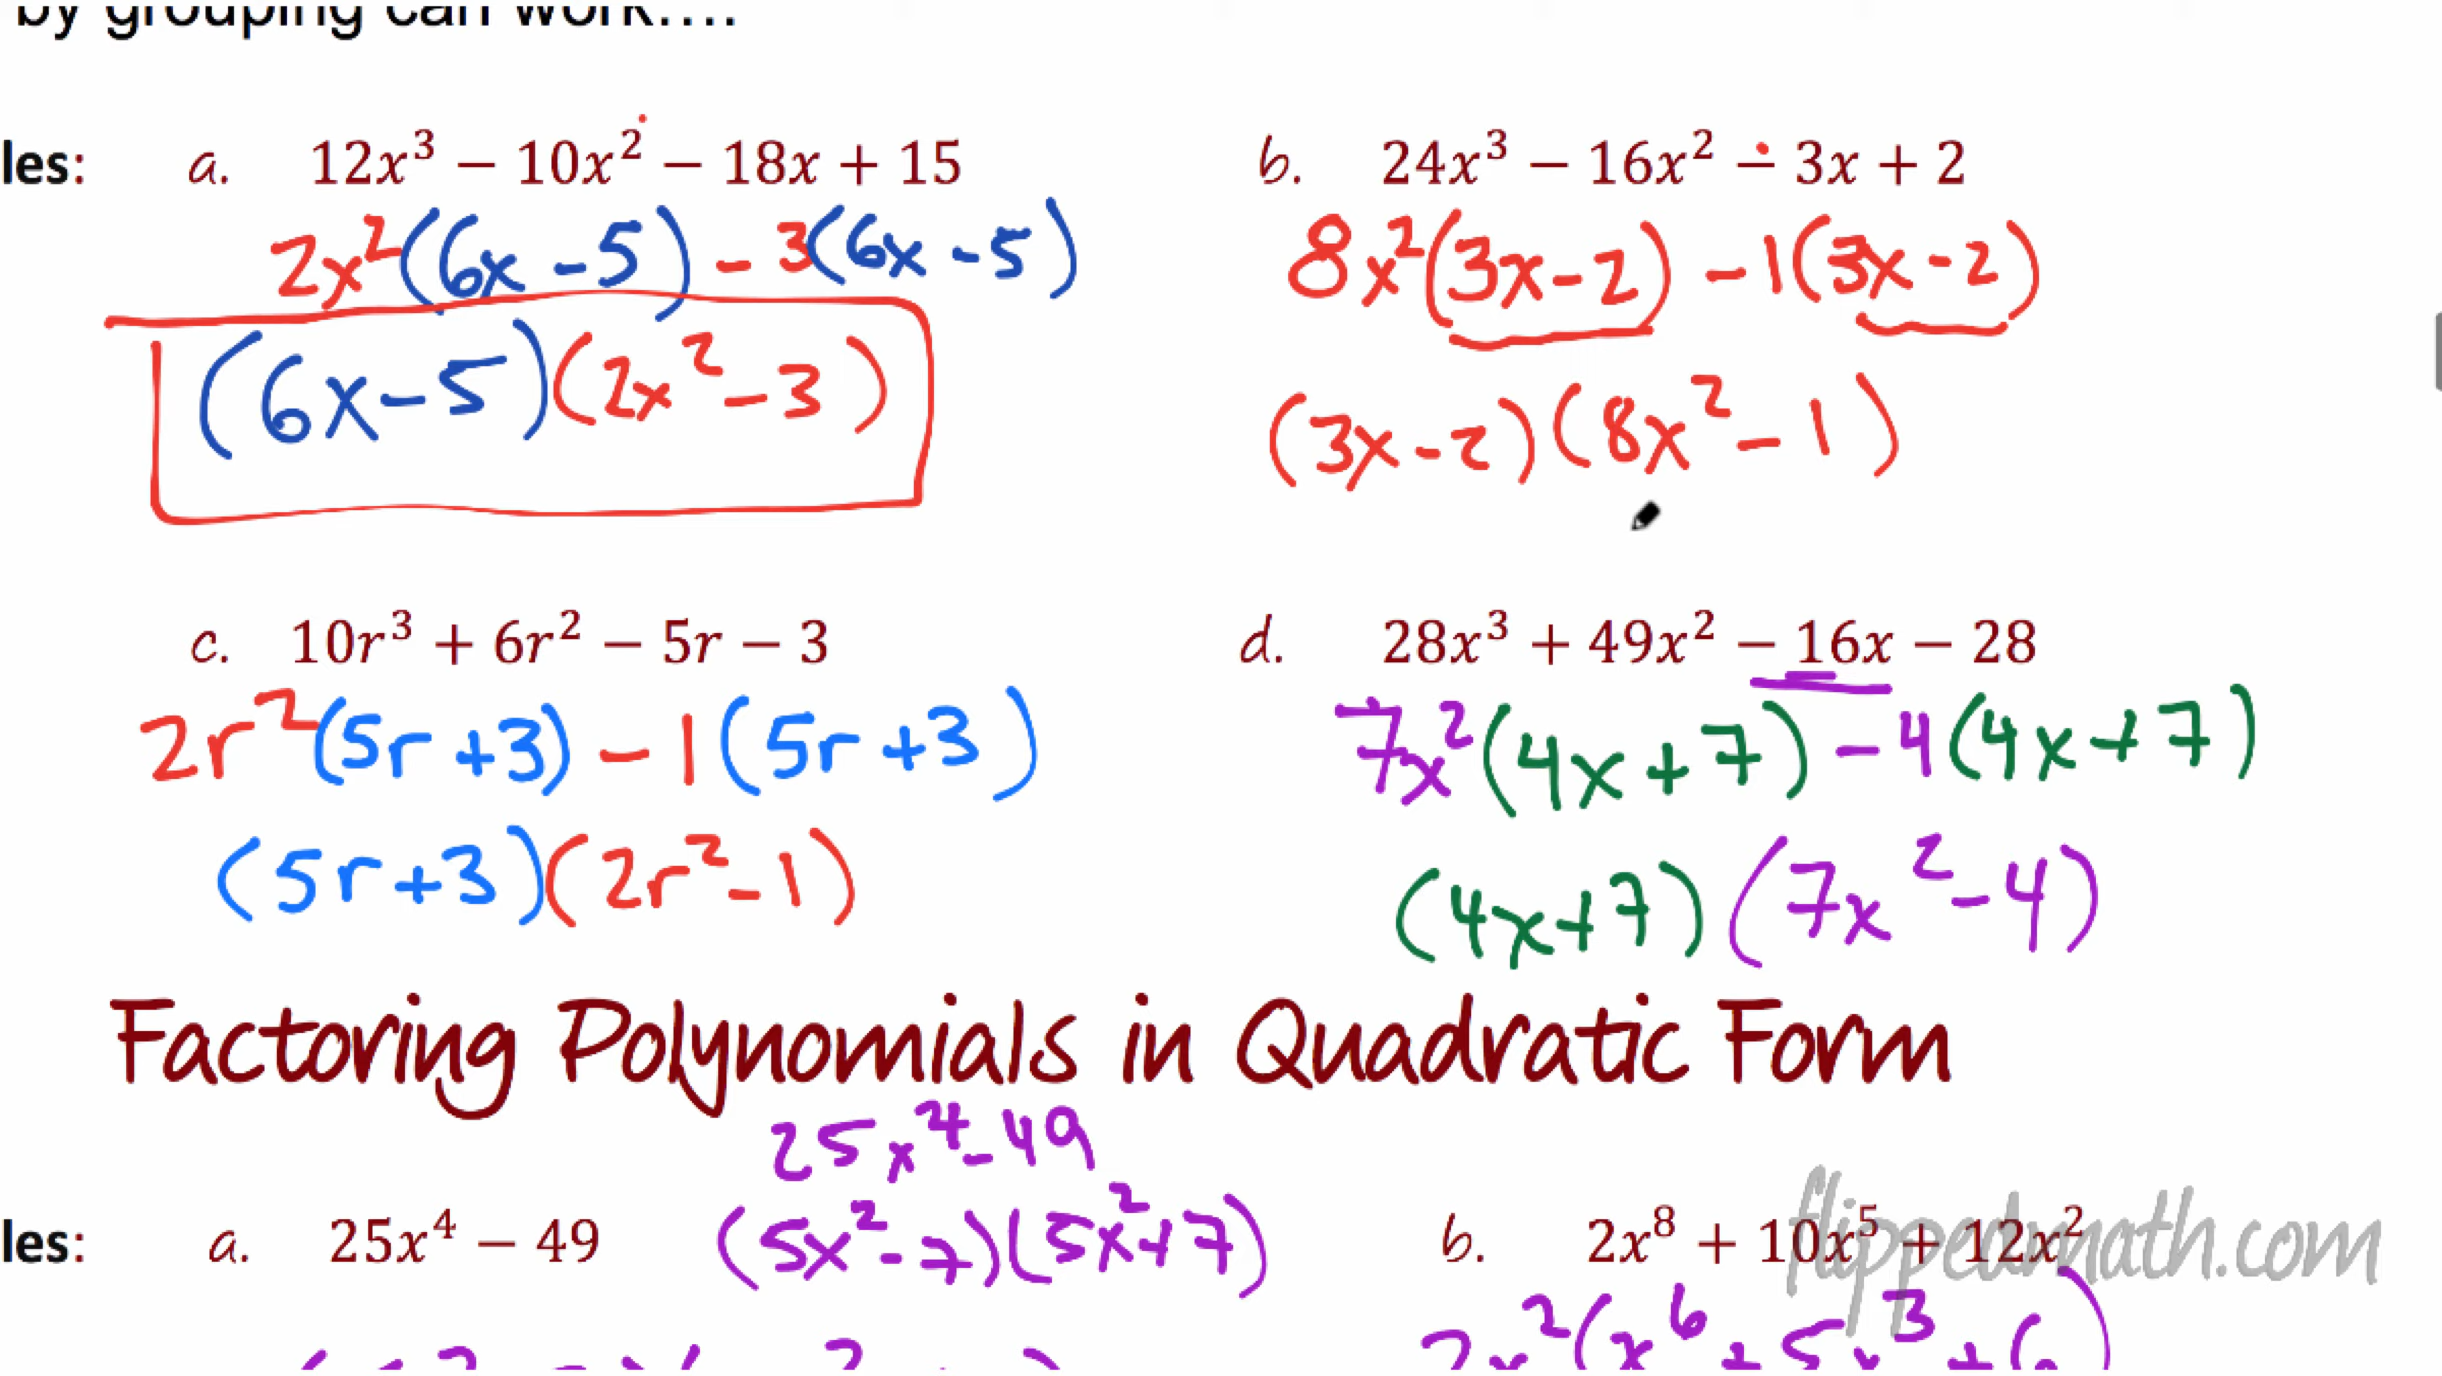 by grouping can work....
les: a. 12x³ − 10x² − 18x + 15
2x²(6x - 5) - 3(6x - 5)
(6x - 5)(2x² - 3)
b. 24x³ − 16x² − 3x + 2
8x²(3x - 2) - 1(3x - 2)
(3x - 2)(8x² - 1)
c. 10r³ + 6r² − 5r − 3
2r²(5r + 3) - 1(5r + 3)
(5r + 3)(2r² - 1)
d. 28x³ + 49x² − 16x − 28
7x²(4x + 7) - 4(4x + 7)
(4x + 7)(7x² - 4)
Factoring Polynomials in Quadratic Form
25x⁴ - 49
les: a. 25x⁴ − 49
(5x² - 7)(5x² + 7)
b. 2x⁸ + 10x⁵ + 12x²
2x²(x⁶ + 5x³ + 6)
flippedmath.com